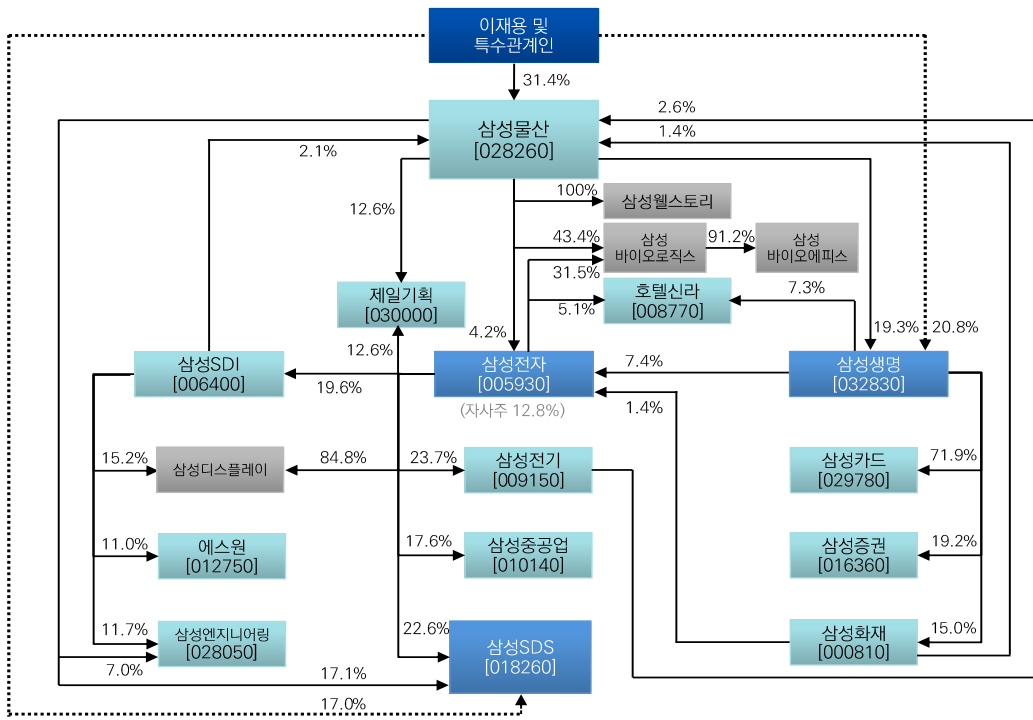 이재용 및
특수관계인
31.4%
2.6%
삼성물산
[028260]
1.4%
2.1%
100%
삼성웰스토리
12.6%
43.4%
삼성
바이오로직스
91.2%
삼성
바이오에피스
31.5%
제일기획
[030000]
호텔신라
[008770]
7.3%
5.1%
4.2%
19.3%
20.8%
12.6%
삼성SDI
[006400]
19.6%
삼성전자
[005930]
7.4%
삼성생명
[032830]
(자사주 12.8%)
1.4%
15.2%
삼성디스플레이
84.8%
23.7%
삼성전기
[009150]
삼성카드
[029780]
71.9%
11.0%
에스원
[012750]
17.6%
삼성중공업
[010140]
삼성증권
[016360]
19.2%
11.7%
삼성엔지니어링
[028050]
22.6%
삼성SDS
[018260]
삼성화재
[000810]
15.0%
7.0%
17.1%
17.0%